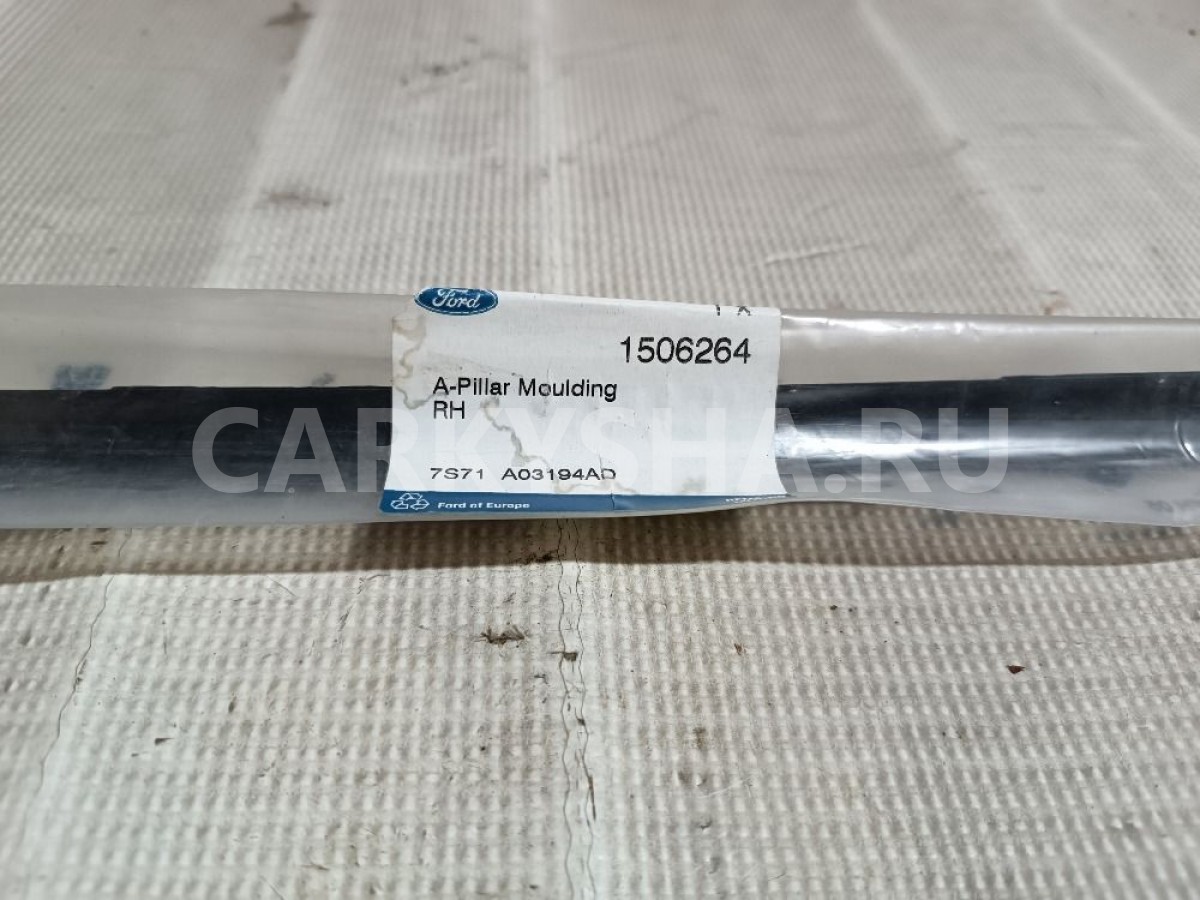 Ford
1 X
1506264
A-Pillar Moulding
RH
7S71 A03194AD
Ford of Europe
CARKYSHA.RU